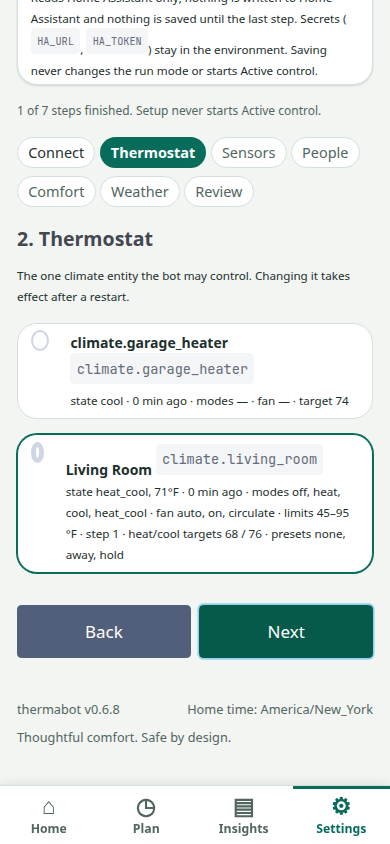 Assistant and nothing is saved until the last step. Secrets (
HA_URL , HA_TOKEN ) stay in the environment. Saving
never changes the run mode or starts Active control.
1 of 7 steps finished. Setup never starts Active control.
Connect Thermostat Sensors People
Comfort Weather Review
2. Thermostat
The one climate entity the bot may control. Changing it takes
effect after a restart.
climate.garage_heater
climate.garage_heater
state cool · 0 min ago · modes — · fan — · target 74
Living Room climate.living_room
state heat_cool, 71°F · 0 min ago · modes off, heat,
cool, heat_cool · fan auto, on, circulate · limits 45–95
°F · step 1 · heat/cool targets 68 / 76 · presets none,
away, hold
Back Next
thermabot v0.6.8 Home time: America/New_York
Thoughtful comfort. Safe by design.
Home Plan Insights Settings